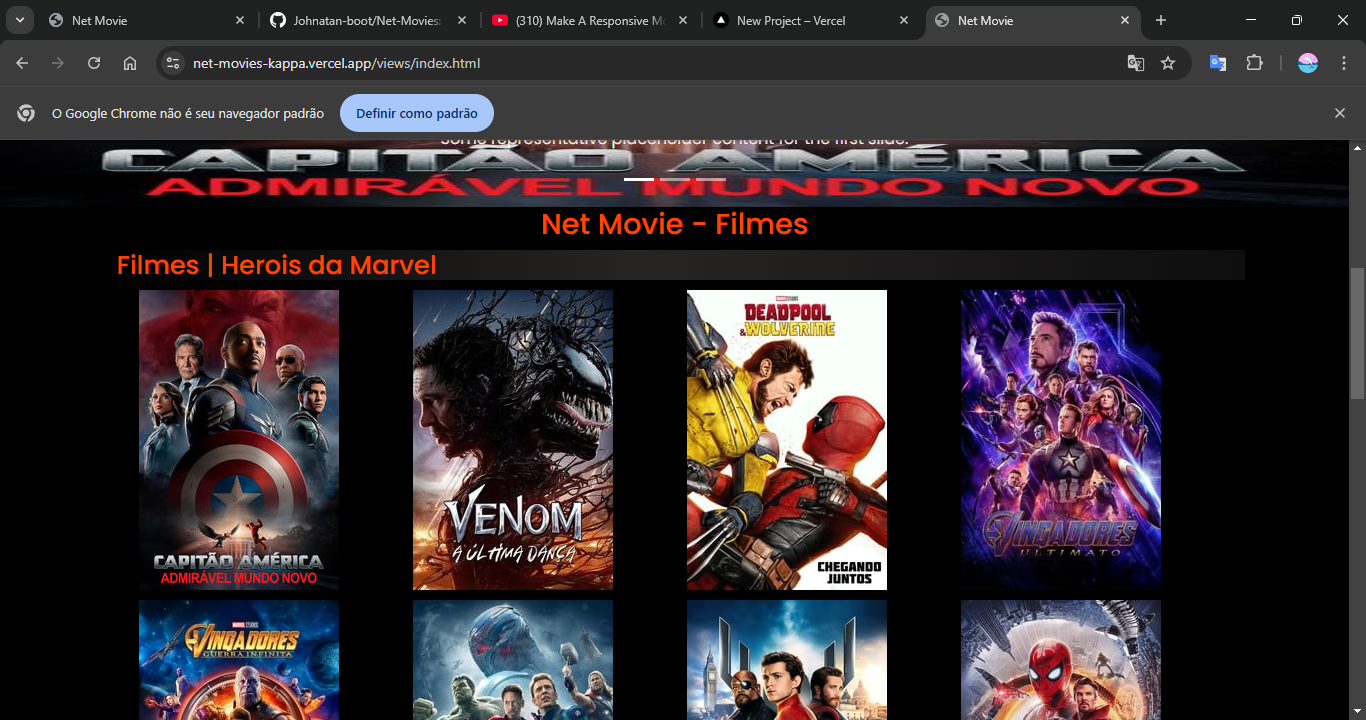 Net Movie
Johnatan-boot/Net-Movies:
(310) Make A Responsive Mo
New Project – Vercel
Net Movie
net-movies-kappa.vercel.app/views/index.html
O Google Chrome não é seu navegador padrão
Definir como padrão
Some representative placeholder content for the first slide.
CAPITÃO AMÉRICA
ADMIRÁVEL MUNDO NOVO
Net Movie - Filmes
Filmes | Herois da Marvel
CAPITÃO AMÉRICA
ADMIRÁVEL MUNDO NOVO
VENOM
A ÚLTIMA DANÇA
MARVEL STUDIOS
DEADPOOL
& WOLVERINE
CHEGANDO
JUNTOS
VINGADORES
ULTIMATO
MARVEL STUDIOS
VINGADORES
GUERRA INFINITA